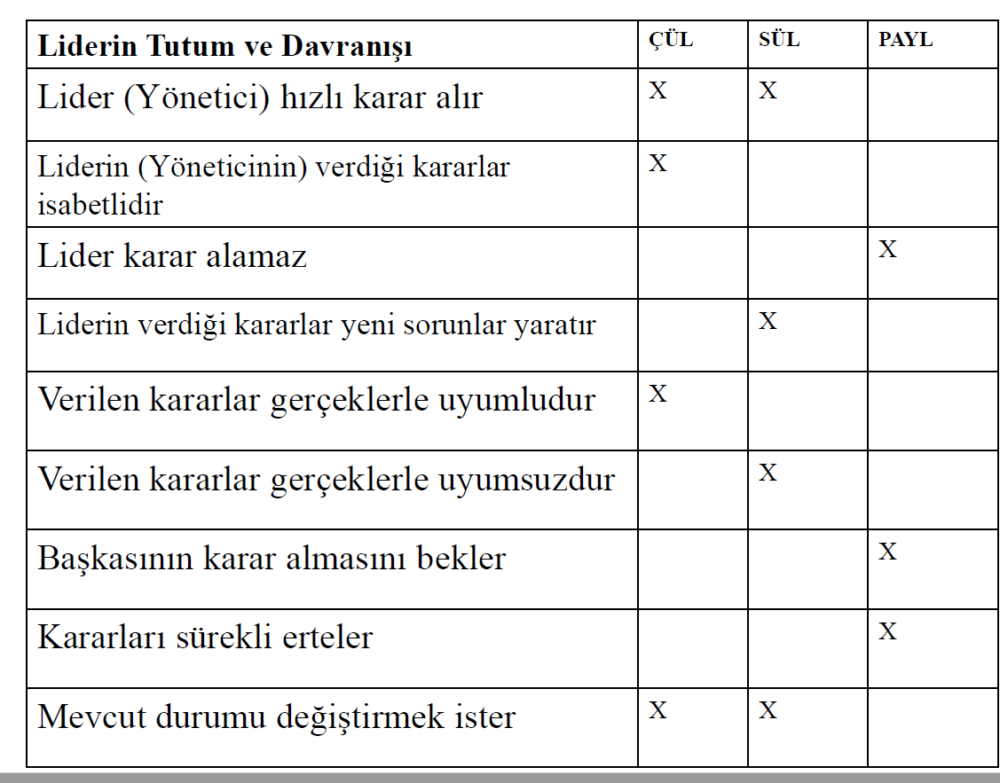 Liderin Tutum ve Davranışı ÇÜL SÜL PAYL
Lider (Yönetici) hızlı karar alır X X
Liderin (Yöneticinin) verdiği kararlar X
isabetlidir
Lider karar alamaz X
Liderin verdiği kararlar yeni sorunlar yaratır X
Verilen kararlar gerçeklerle uyumludur X
Verilen kararlar gerçeklerle uyumsuzdur X
Başkasının karar almasını bekler X
Kararları sürekli erteler X
Mevcut durumu değiştirmek ister X X